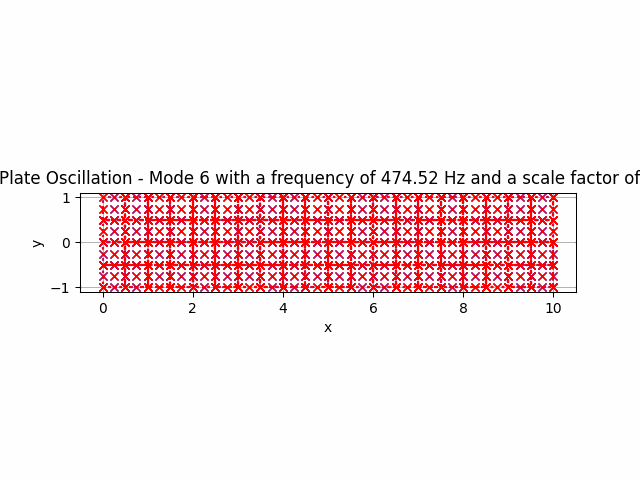 Plate Oscillation - Mode 6 with a frequency of 474.52 Hz and a scale factor of
1
0
−1
y
0 2 4 6 8 10
x